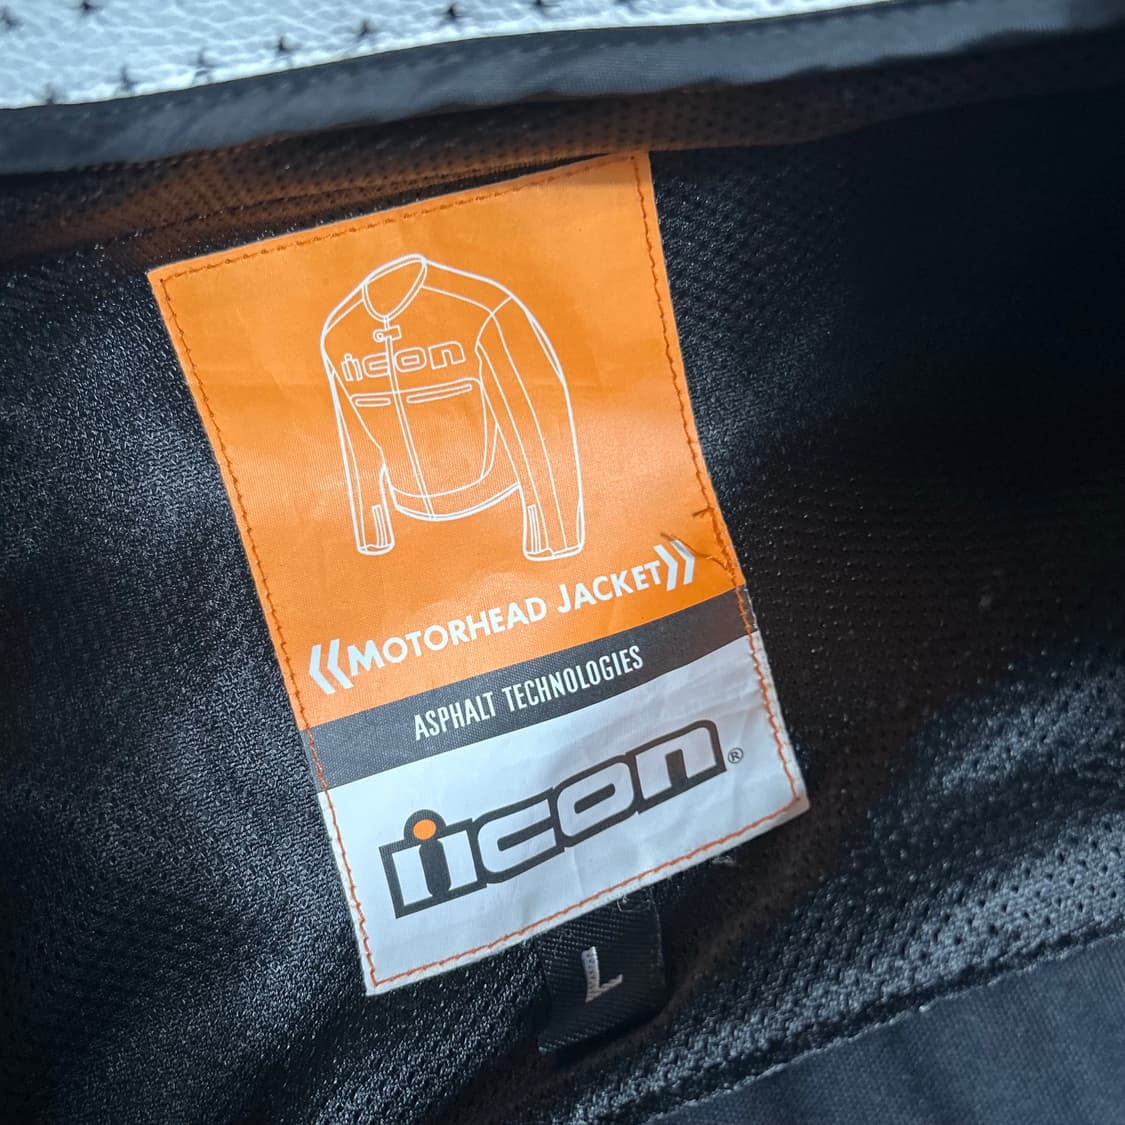 icon
«MOTORHEAD JACKET»
ASPHALT TECHNOLOGIES
icon®
L